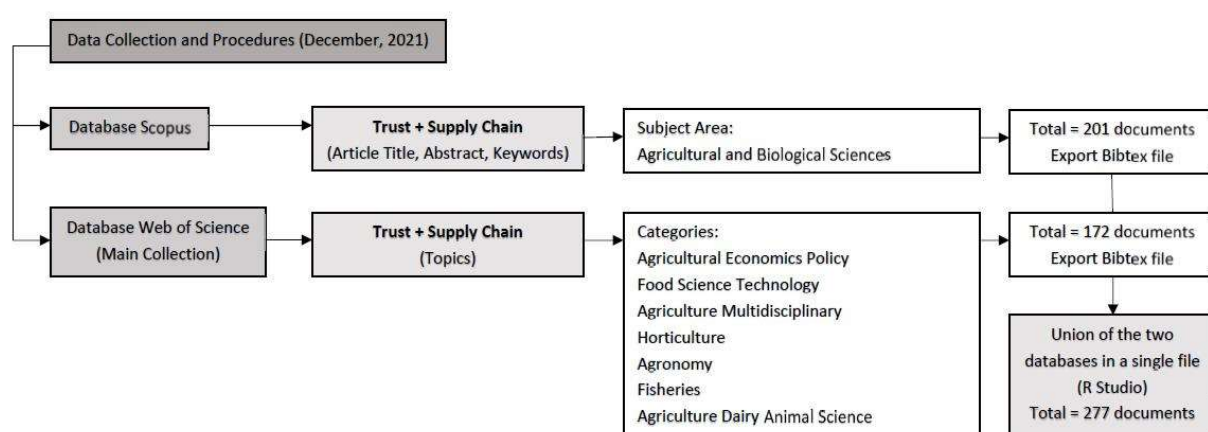 Data Collection and Procedures (December, 2021)
Database Scopus
Trust + Supply Chain
(Article Title, Abstract, Keywords)
Subject Area:
Agricultural and Biological Sciences
Total = 201 documents
Export Bibtex file
Database Web of Science
(Main Collection)
Trust + Supply Chain
(Topics)
Categories:
Agricultural Economics Policy
Food Science Technology
Agriculture Multidisciplinary
Horticulture
Agronomy
Fisheries
Agriculture Dairy Animal Science
Total = 172 documents
Export Bibtex file
Union of the two
databases in a single file
(R Studio)
Total = 277 documents